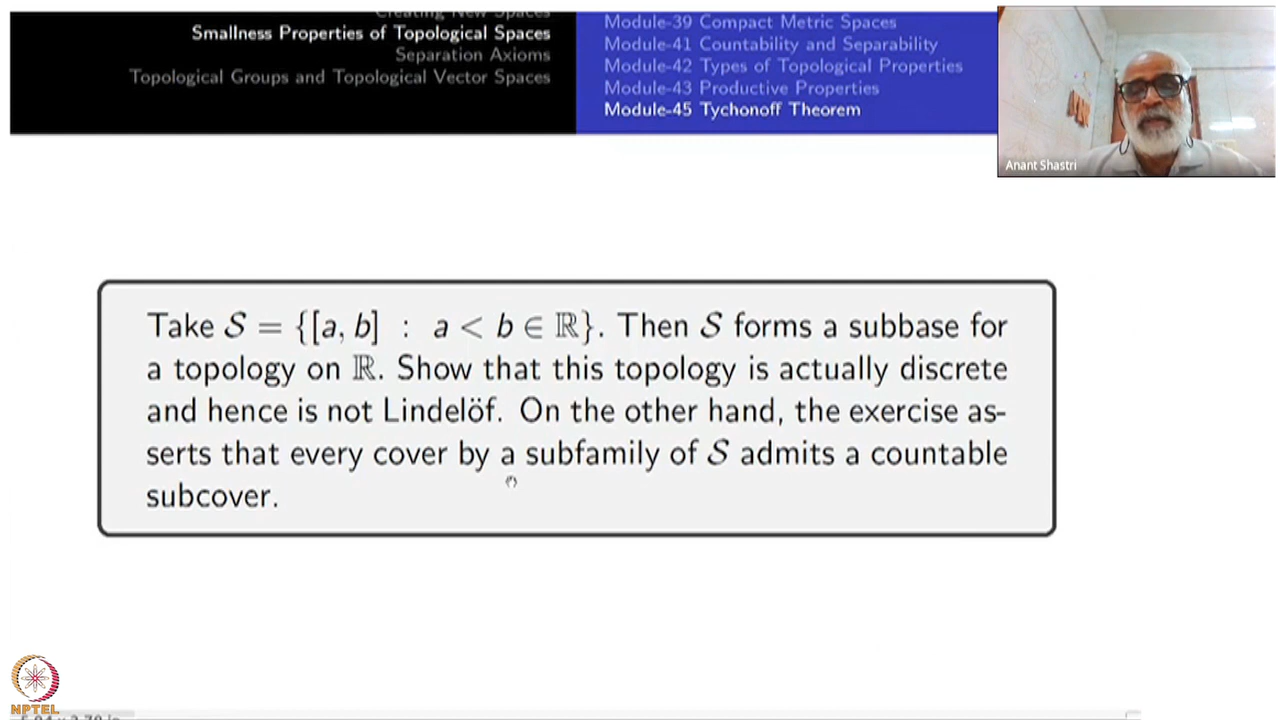 Creating New Spaces
Smallness Properties of Topological Spaces
Separation Axioms
Topological Groups and Topological Vector Spaces
Module-39 Compact Metric Spaces
Module-41 Countability and Separability
Module-42 Types of Topological Properties
Module-43 Productive Properties
Module-45 Tychonoff Theorem
Anant Shastri
Take 𝒮 = {[a, b] : a < b ∈ ℝ}. Then 𝒮 forms a subbase for
a topology on ℝ. Show that this topology is actually discrete
and hence is not Lindelöf. On the other hand, the exercise as-
serts that every cover by a subfamily of 𝒮 admits a countable
subcover.
NPTEL